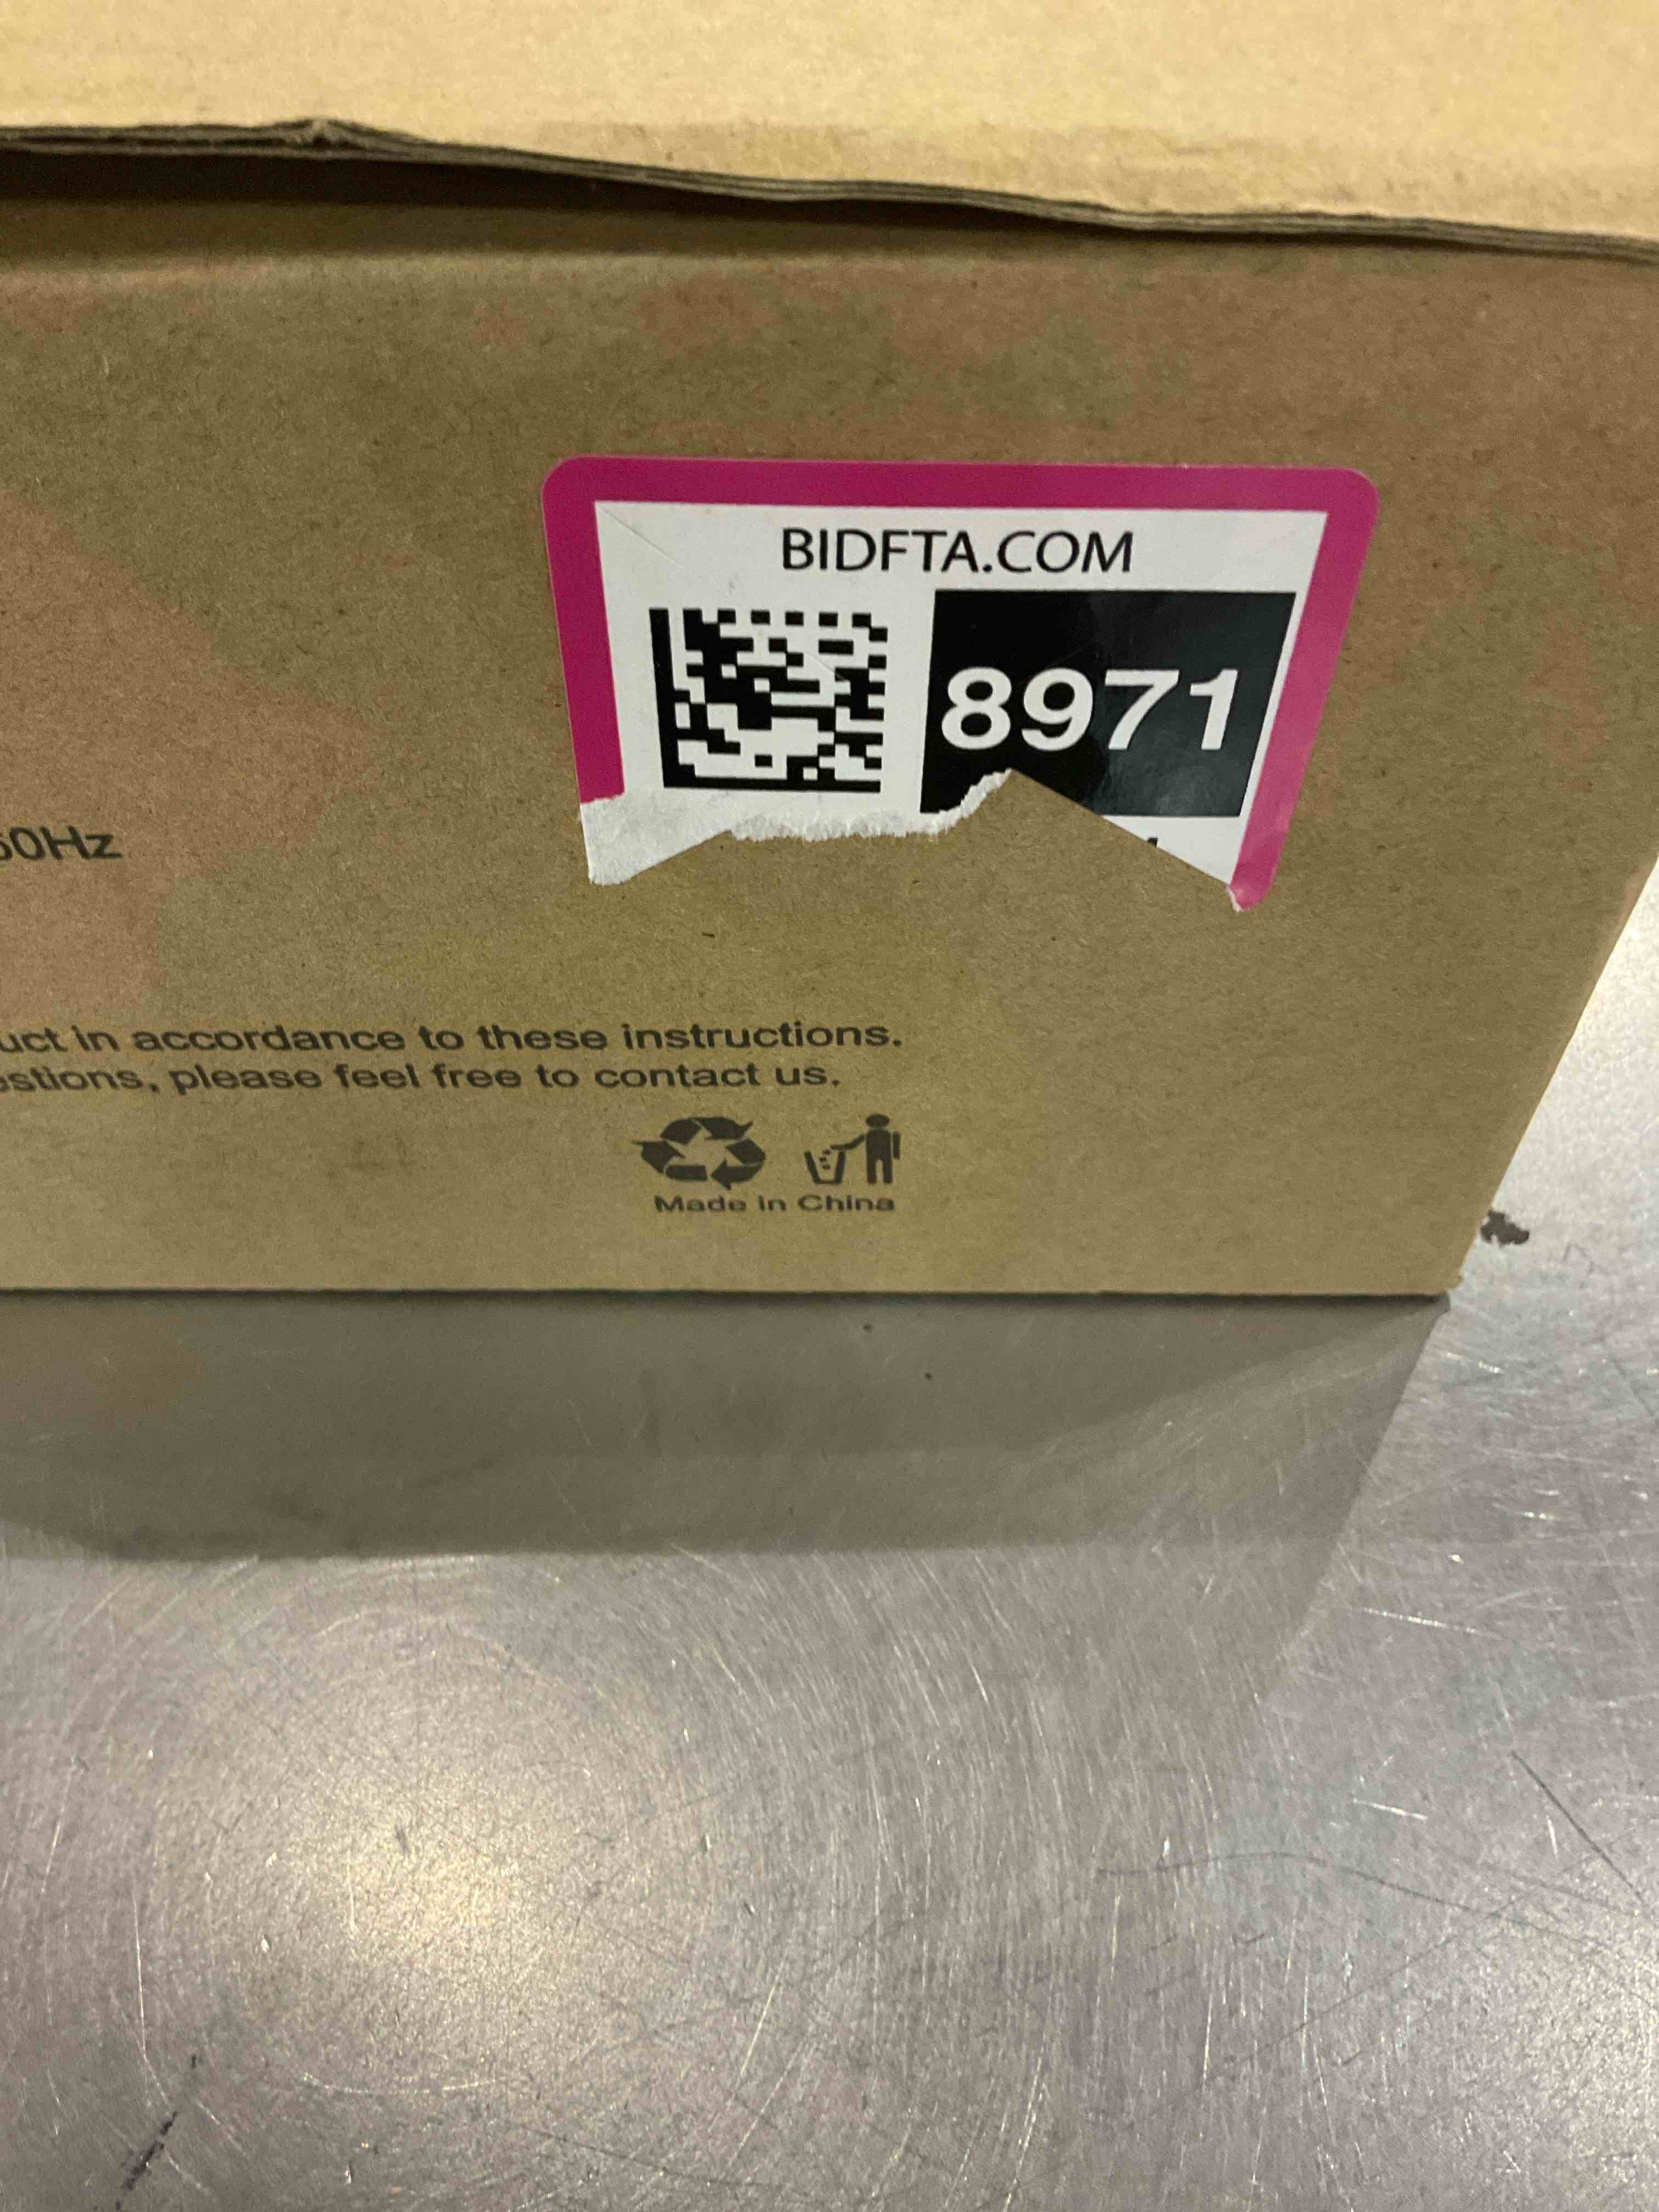 BIDFTA.COM
8971
0Hz
uct in accordance to these instructions.
estions, please feel free to contact us.
Made in China